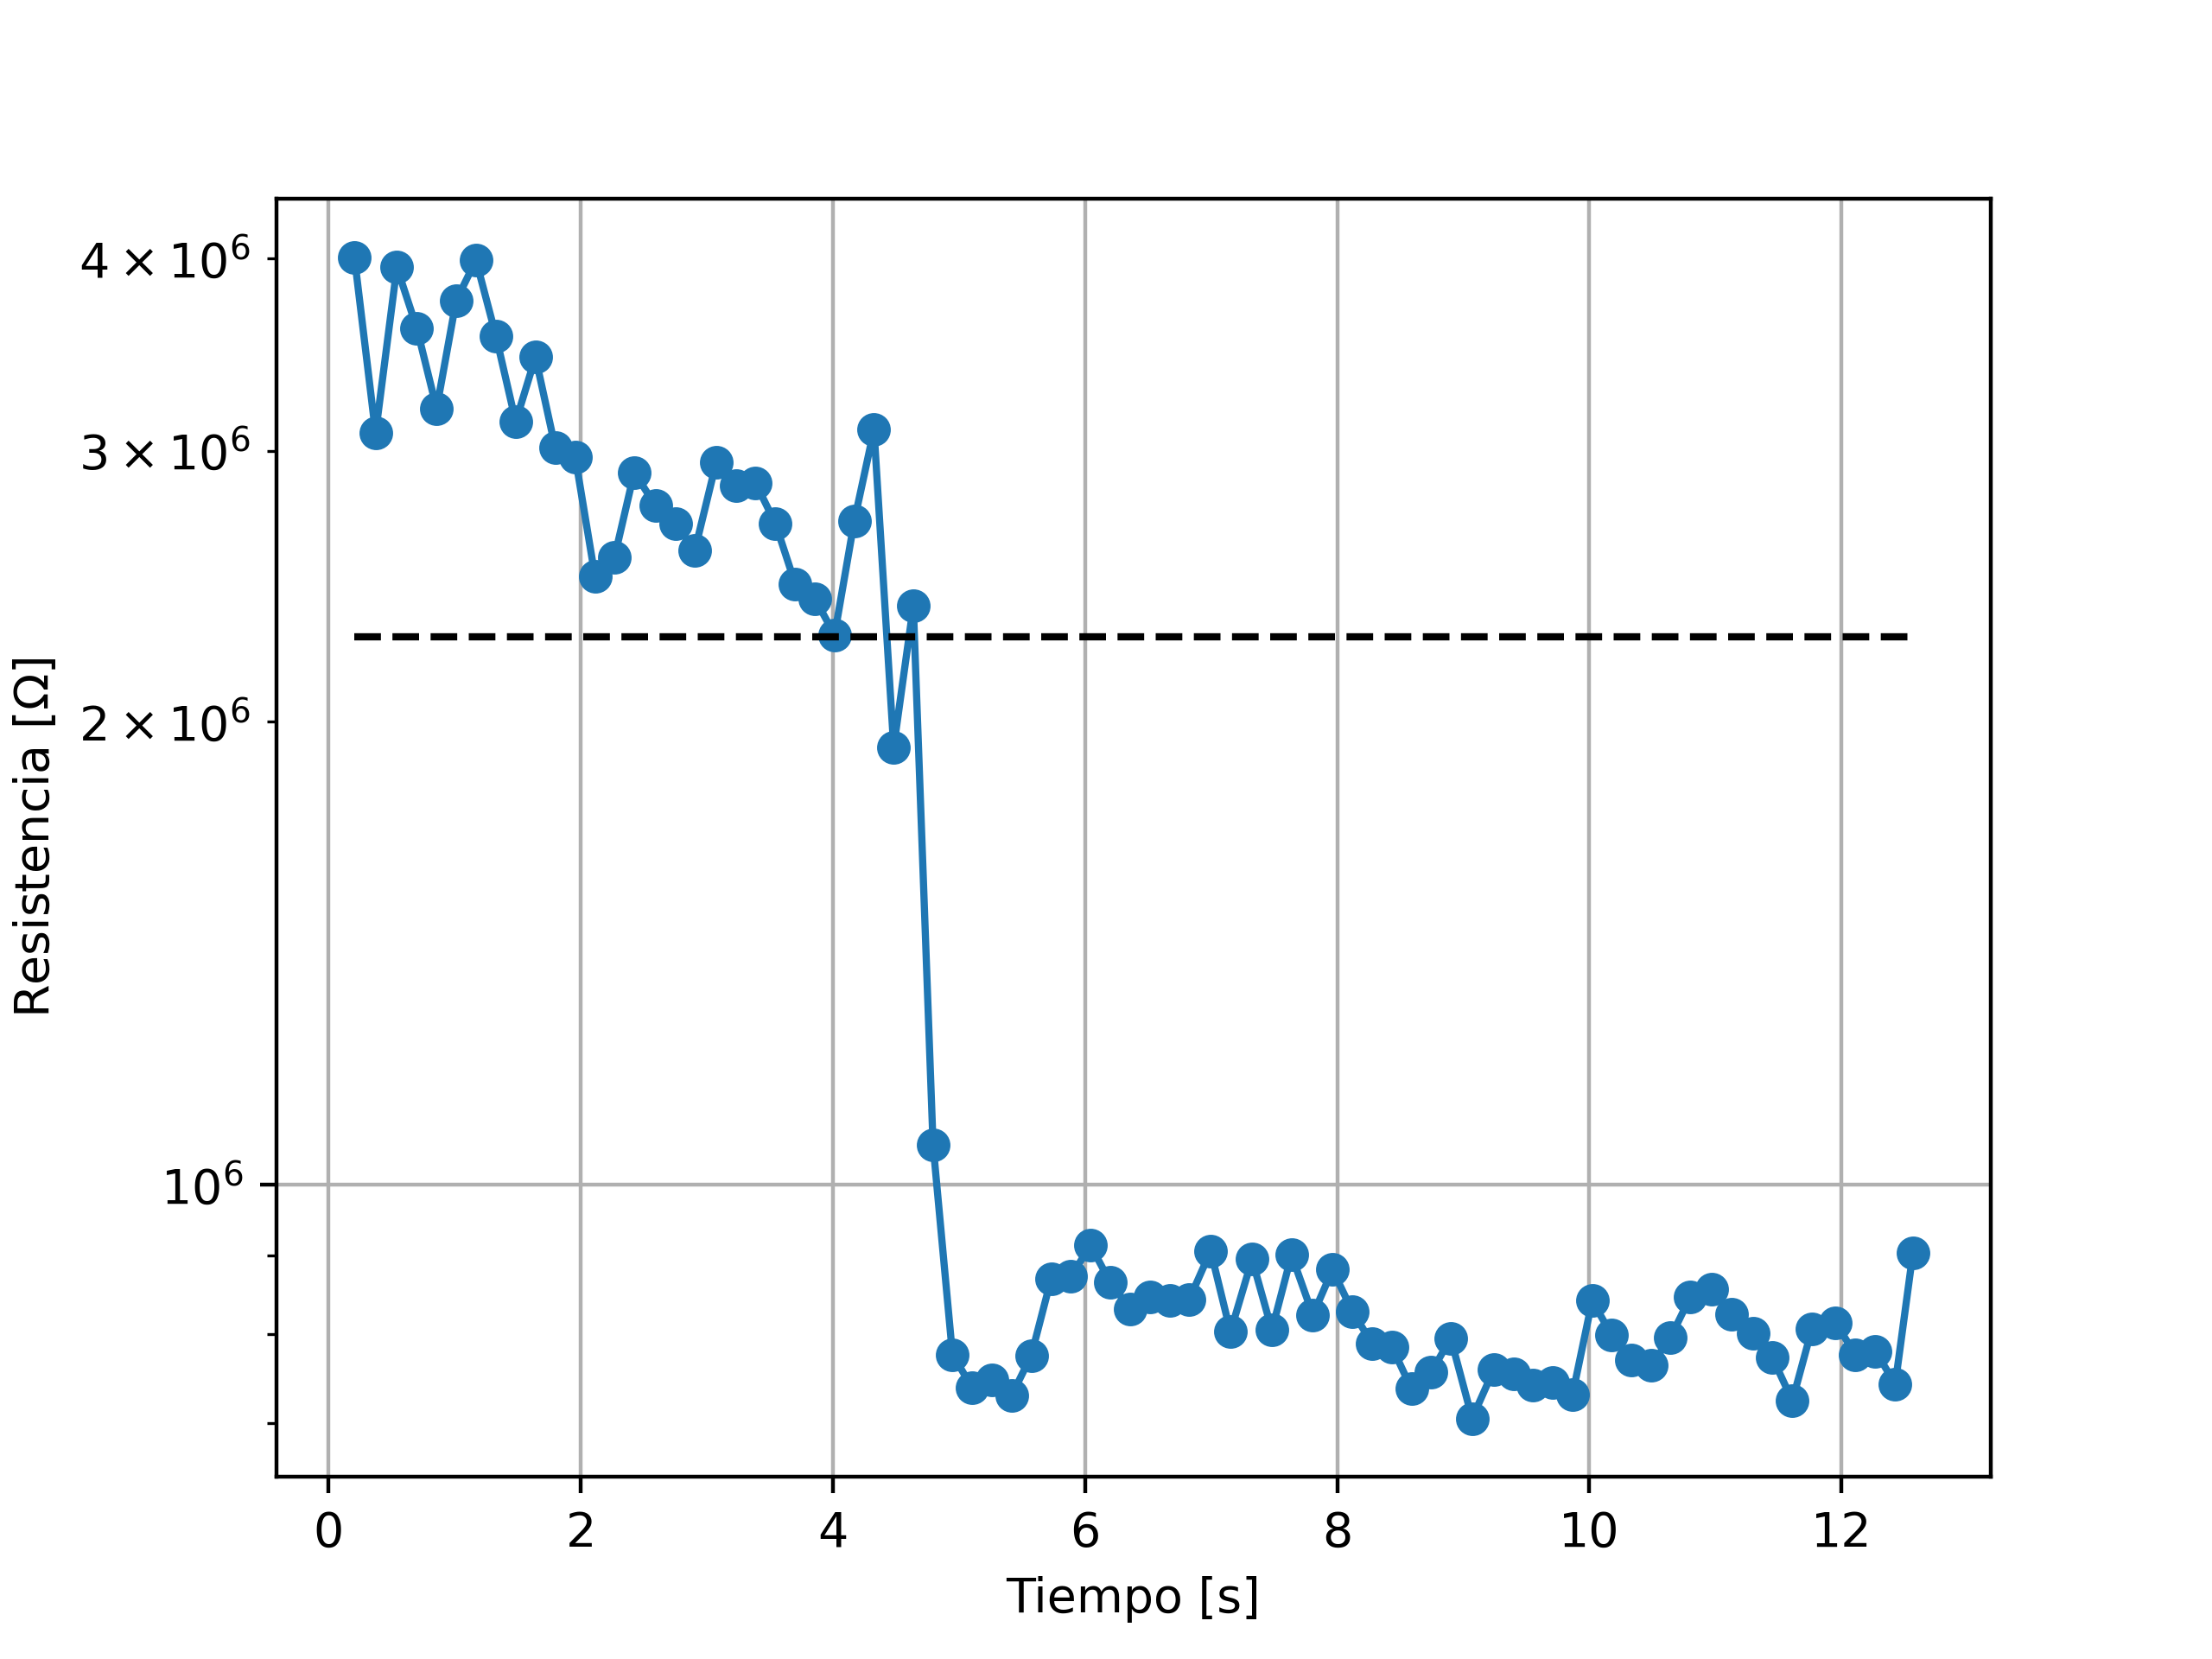 4 × 10⁶
3 × 10⁶
2 × 10⁶
10⁶
Resistencia [Ω]
0 2 4 6 8 10 12
Tiempo [s]